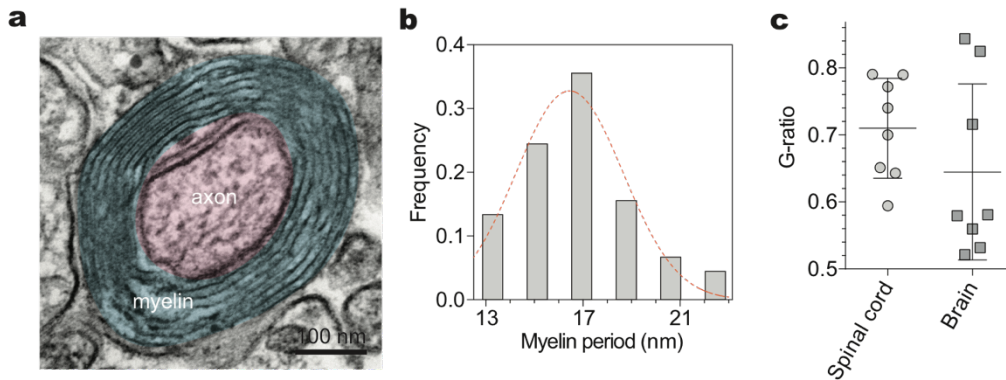 a
axon
myelin
100 nm
b
0.4
0.3
0.2
0.1
0.0
Frequency
13
17
21
Myelin period (nm)
c
0.8
0.7
0.6
0.5
G-ratio
Spinal cord
Brain